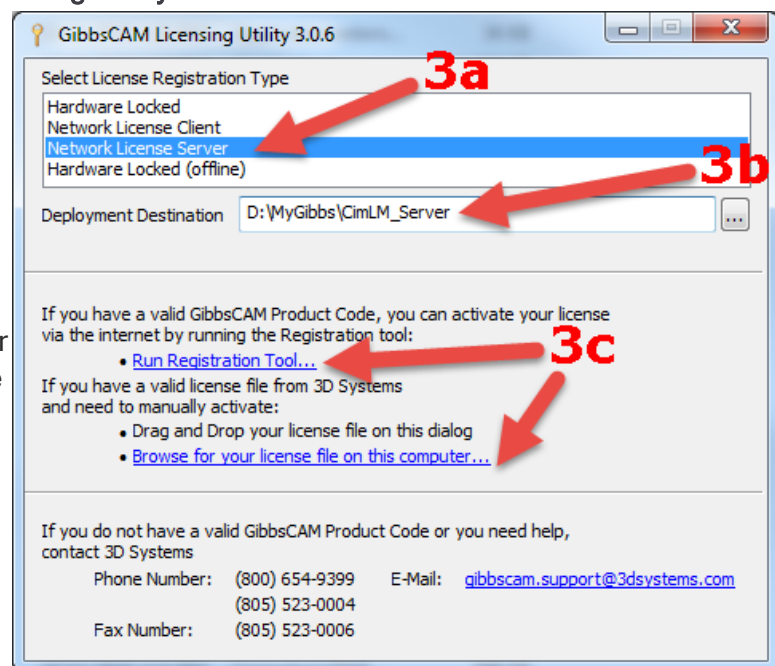 GibbsCAM Licensing Utility 3.0.6
Select License Registration Type
3a
Hardware Locked
Network License Client
Network License Server
Hardware Locked (offline)
3b
Deployment Destination D:\MyGibbs\CimLM_Server ...
If you have a valid GibbsCAM Product Code, you can activate your license
via the internet by running the Registration tool:
3c
• Run Registration Tool...
If you have a valid license file from 3D Systems
and need to manually activate:
• Drag and Drop your license file on this dialog
• Browse for your license file on this computer...
If you do not have a valid GibbsCAM Product Code or you need help,
contact 3D Systems
Phone Number: (800) 654-9399 E-Mail: gibbscam.support@3dsystems.com
(805) 523-0004
Fax Number: (805) 523-0006